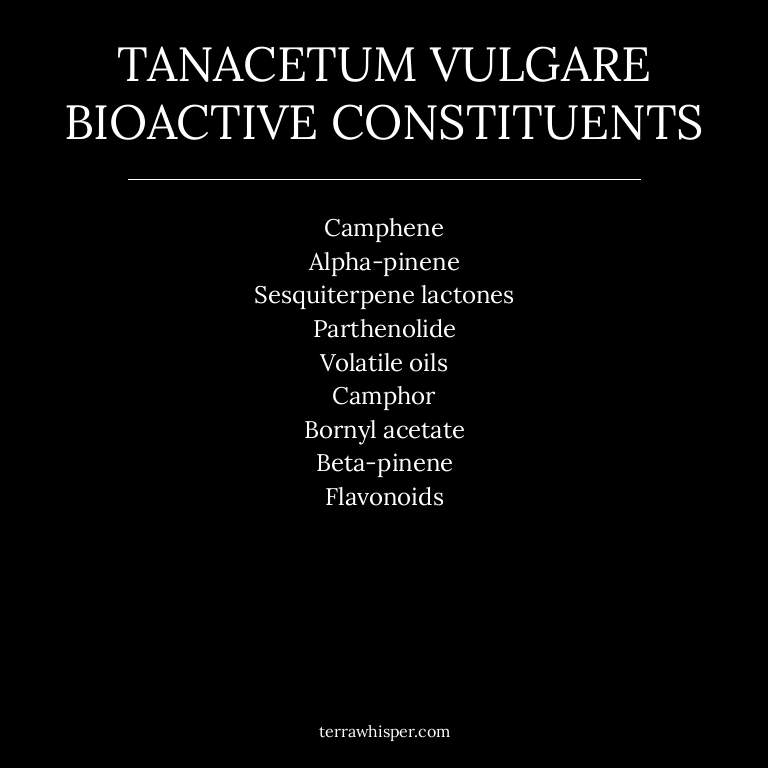 TANACETUM VULGARE
BIOACTIVE CONSTITUENTS
Camphene
Alpha-pinene
Sesquiterpene lactones
Parthenolide
Volatile oils
Camphor
Bornyl acetate
Beta-pinene
Flavonoids
terrawhisper.com